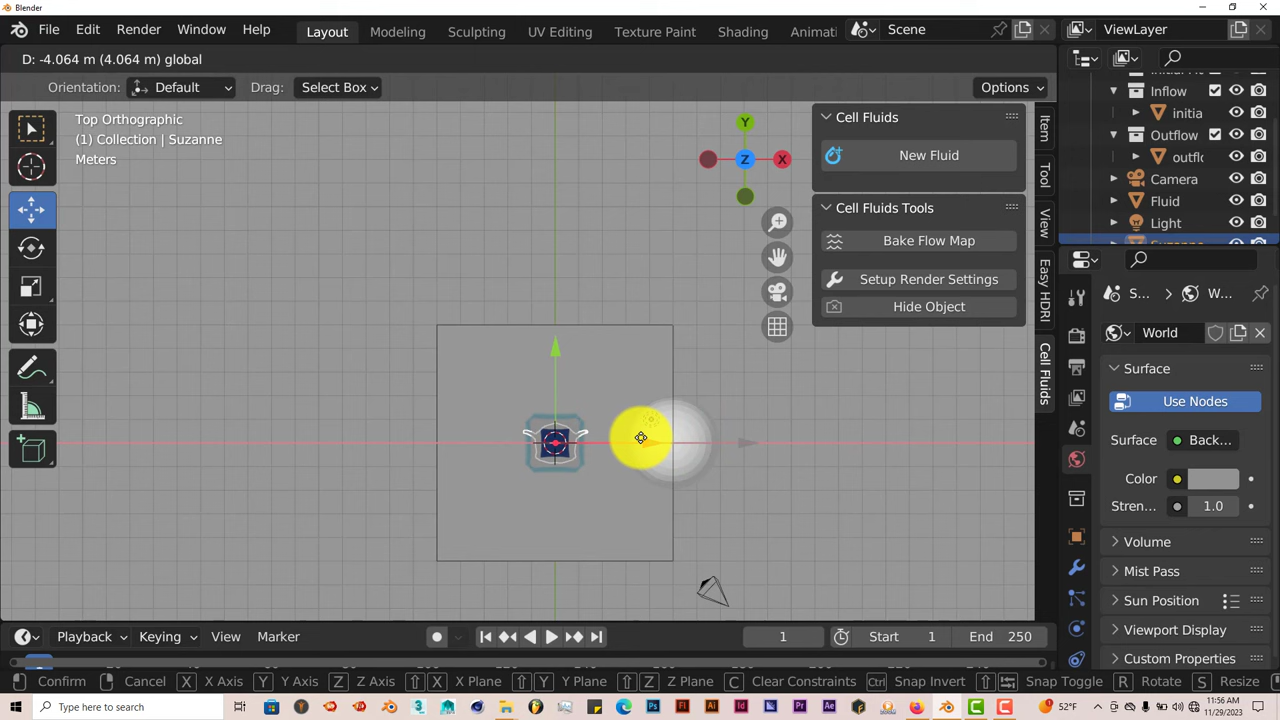 Blender
File Edit Render Window Help Layout Modeling Sculpting UV Editing Texture Paint Shading Animati Scene ViewLayer
D: -4.064 m (4.064 m) global
Orientation: Default Drag: Select Box Options
Top Orthographic
(1) Collection | Suzanne
Meters
Y
Z X
Cell Fluids
New Fluid
Cell Fluids Tools
Bake Flow Map
Setup Render Settings
Hide Object
Item
Tool
View
Easy HDRI
Cell Fluids
Inflow
initia
Outflow
outflo
Camera
Fluid
Light
Suzanne
S... W...
World
Surface
Use Nodes
Surface Back...
Color
Stren... 1.0
Volume
Mist Pass
Sun Position
Viewport Display
Custom Properties
Playback Keying View Marker 1 Start 1 End 250
Confirm Cancel X X Axis Y Y Axis Z Z Axis X X Plane Y Y Plane Z Z Plane C Clear Constraints Ctrl Snap Invert Snap Toggle R Rotate S Resize
Type here to search 52°F 11:56 AM
11/29/2023